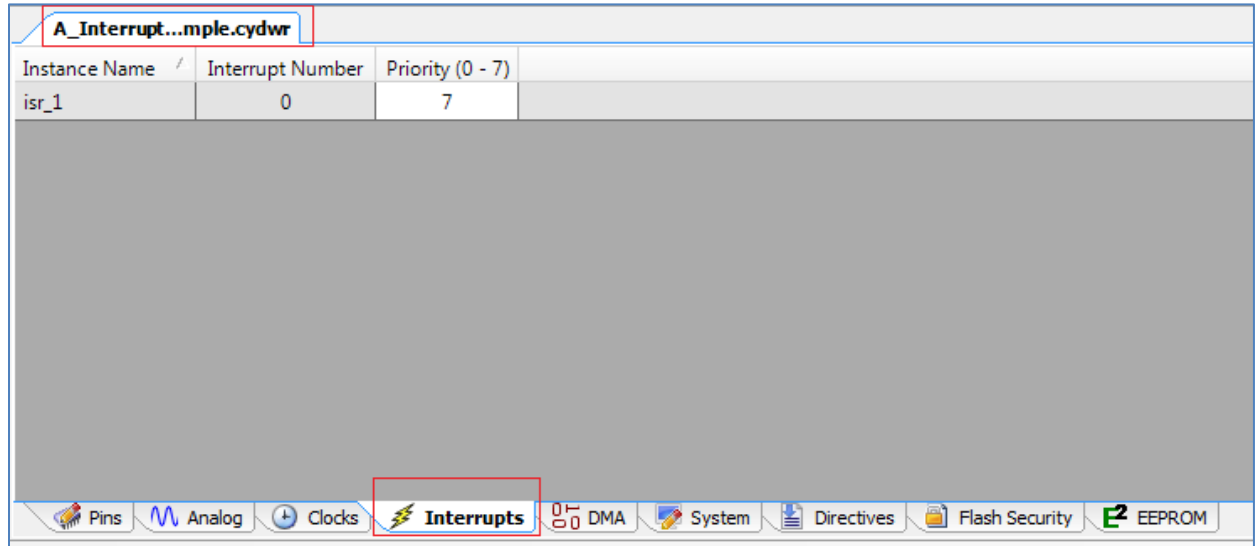 A_Interrupt...mple.cydwr
Instance Name Interrupt Number Priority (0 - 7)
isr_1 0 7
Pins Analog Clocks Interrupts DMA System Directives Flash Security EEPROM